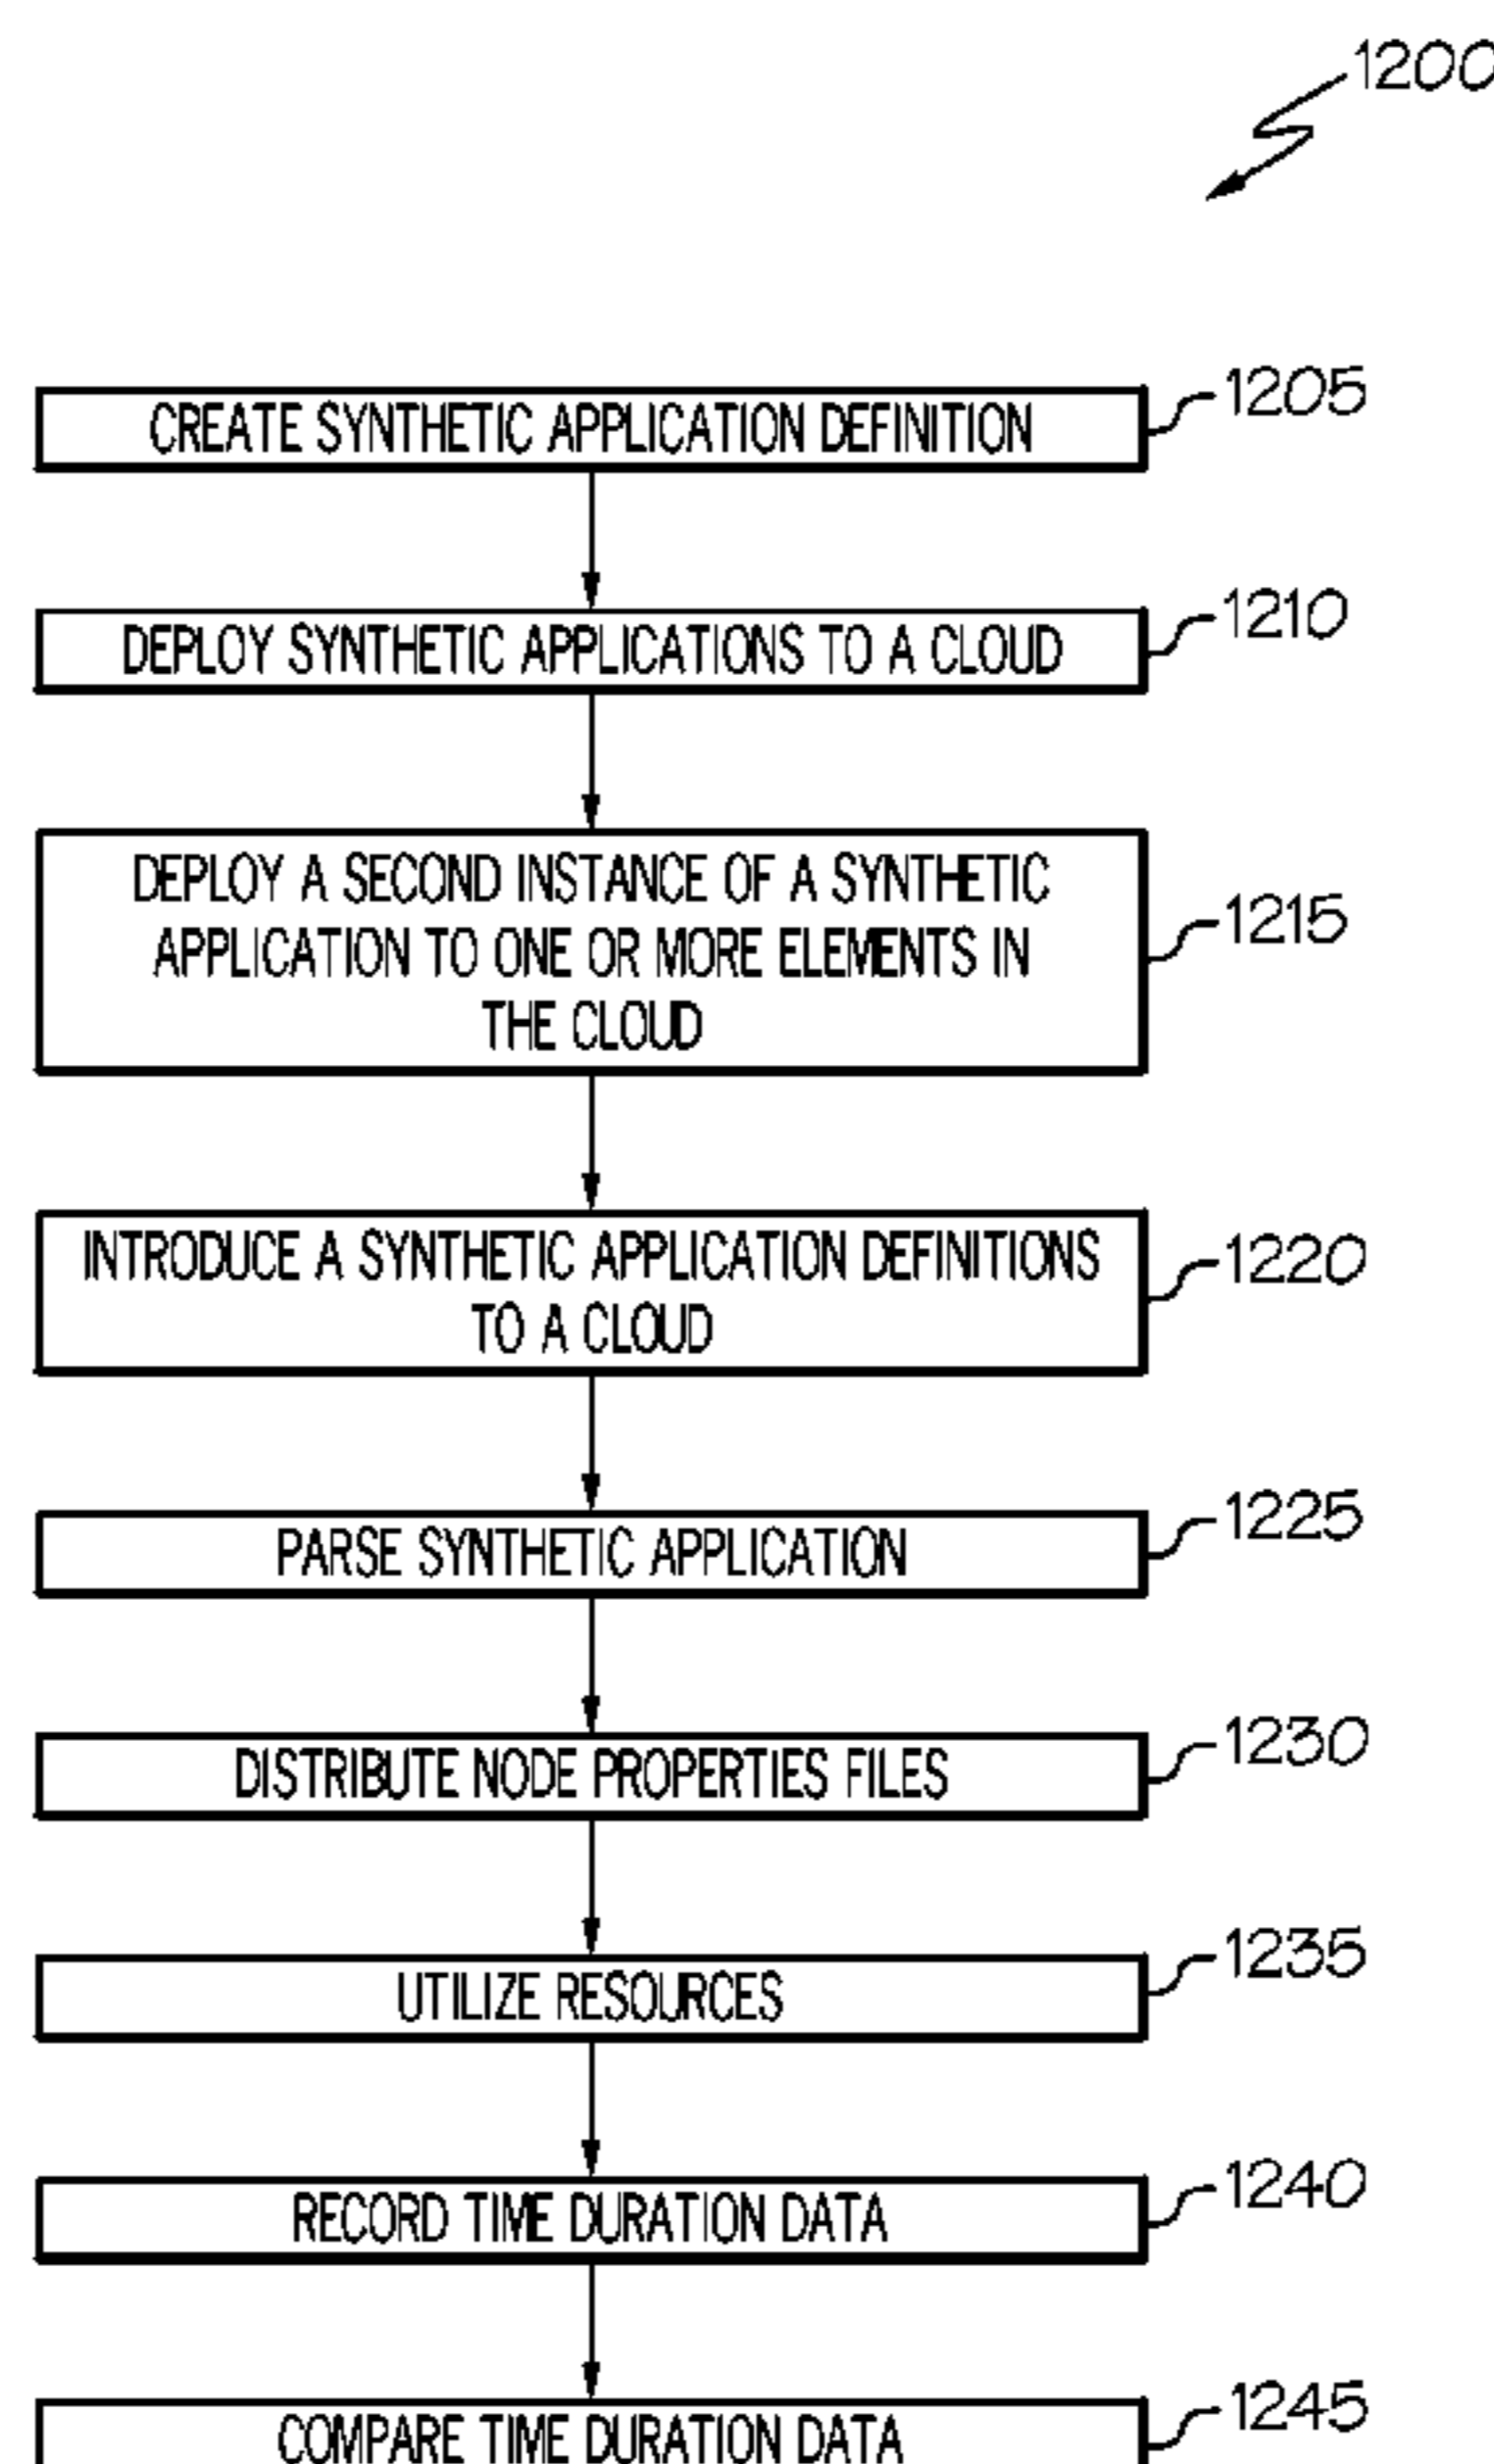 1200
CREATE SYNTHETIC APPLICATION DEFINITION
1205
DEPLOY SYNTHETIC APPLICATIONS TO A CLOUD
1210
DEPLOY A SECOND INSTANCE OF A SYNTHETIC
APPLICATION TO ONE OR MORE ELEMENTS IN
THE CLOUD
1215
INTRODUCE A SYNTHETIC APPLICATION DEFINITIONS
TO A CLOUD
1220
PARSE SYNTHETIC APPLICATION
1225
DISTRIBUTE NODE PROPERTIES FILES
1230
UTILIZE RESOURCES
1235
RECORD TIME DURATION DATA
1240
COMPARE TIME DURATION DATA
1245